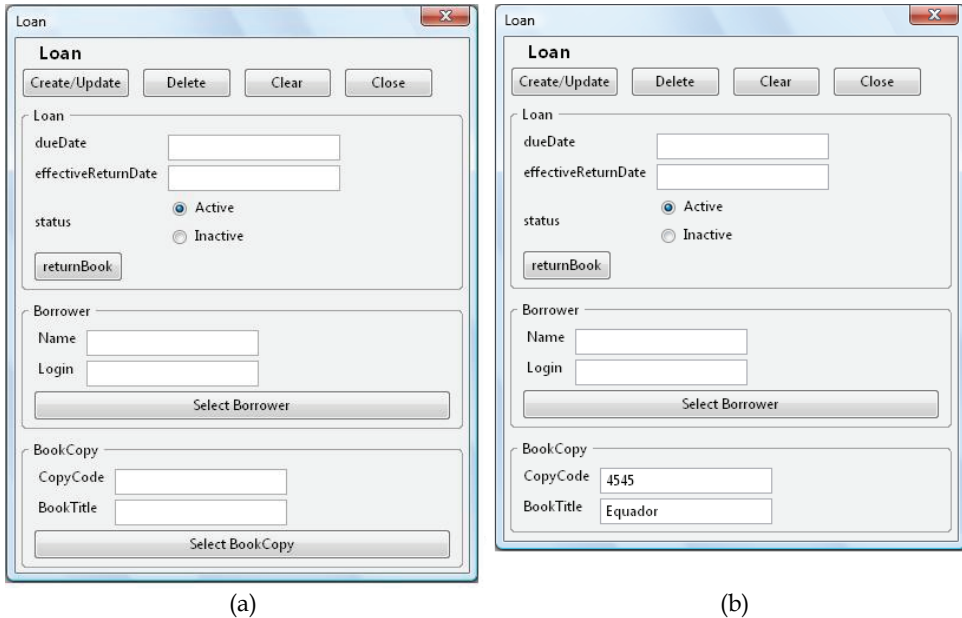 Loan
Loan
Create/Update Delete Clear Close
Loan
dueDate
effectiveReturnDate
status
Active
Inactive
returnBook
Borrower
Name
Login
Select Borrower
BookCopy
CopyCode
BookTitle
Select BookCopy
(a)
Loan
Loan
Create/Update Delete Clear Close
Loan
dueDate
effectiveReturnDate
status
Active
Inactive
returnBook
Borrower
Name
Login
Select Borrower
BookCopy
CopyCode 4545
BookTitle Equador
(b)